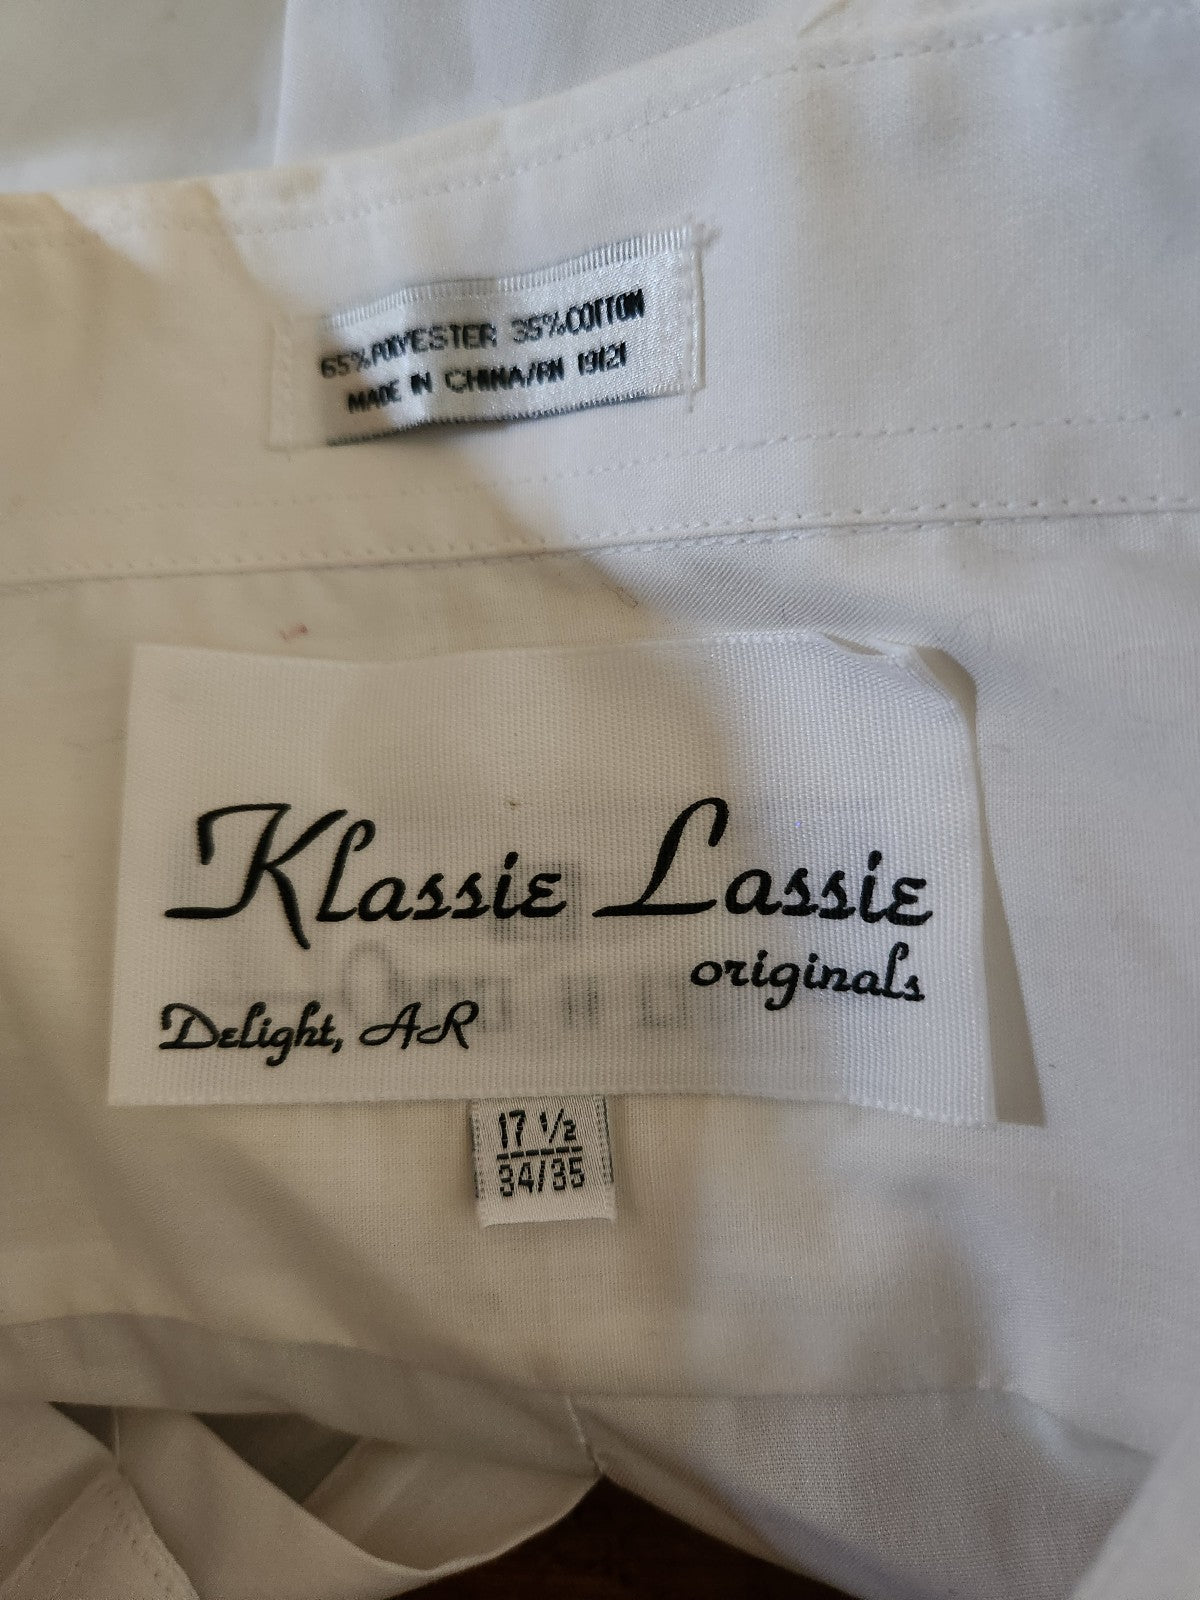 65% POLYESTER 35% COTTON
MADE IN CHINA/RN 19121
Klassie Lassie
originals
Delight, AR
17 1/2
34/35